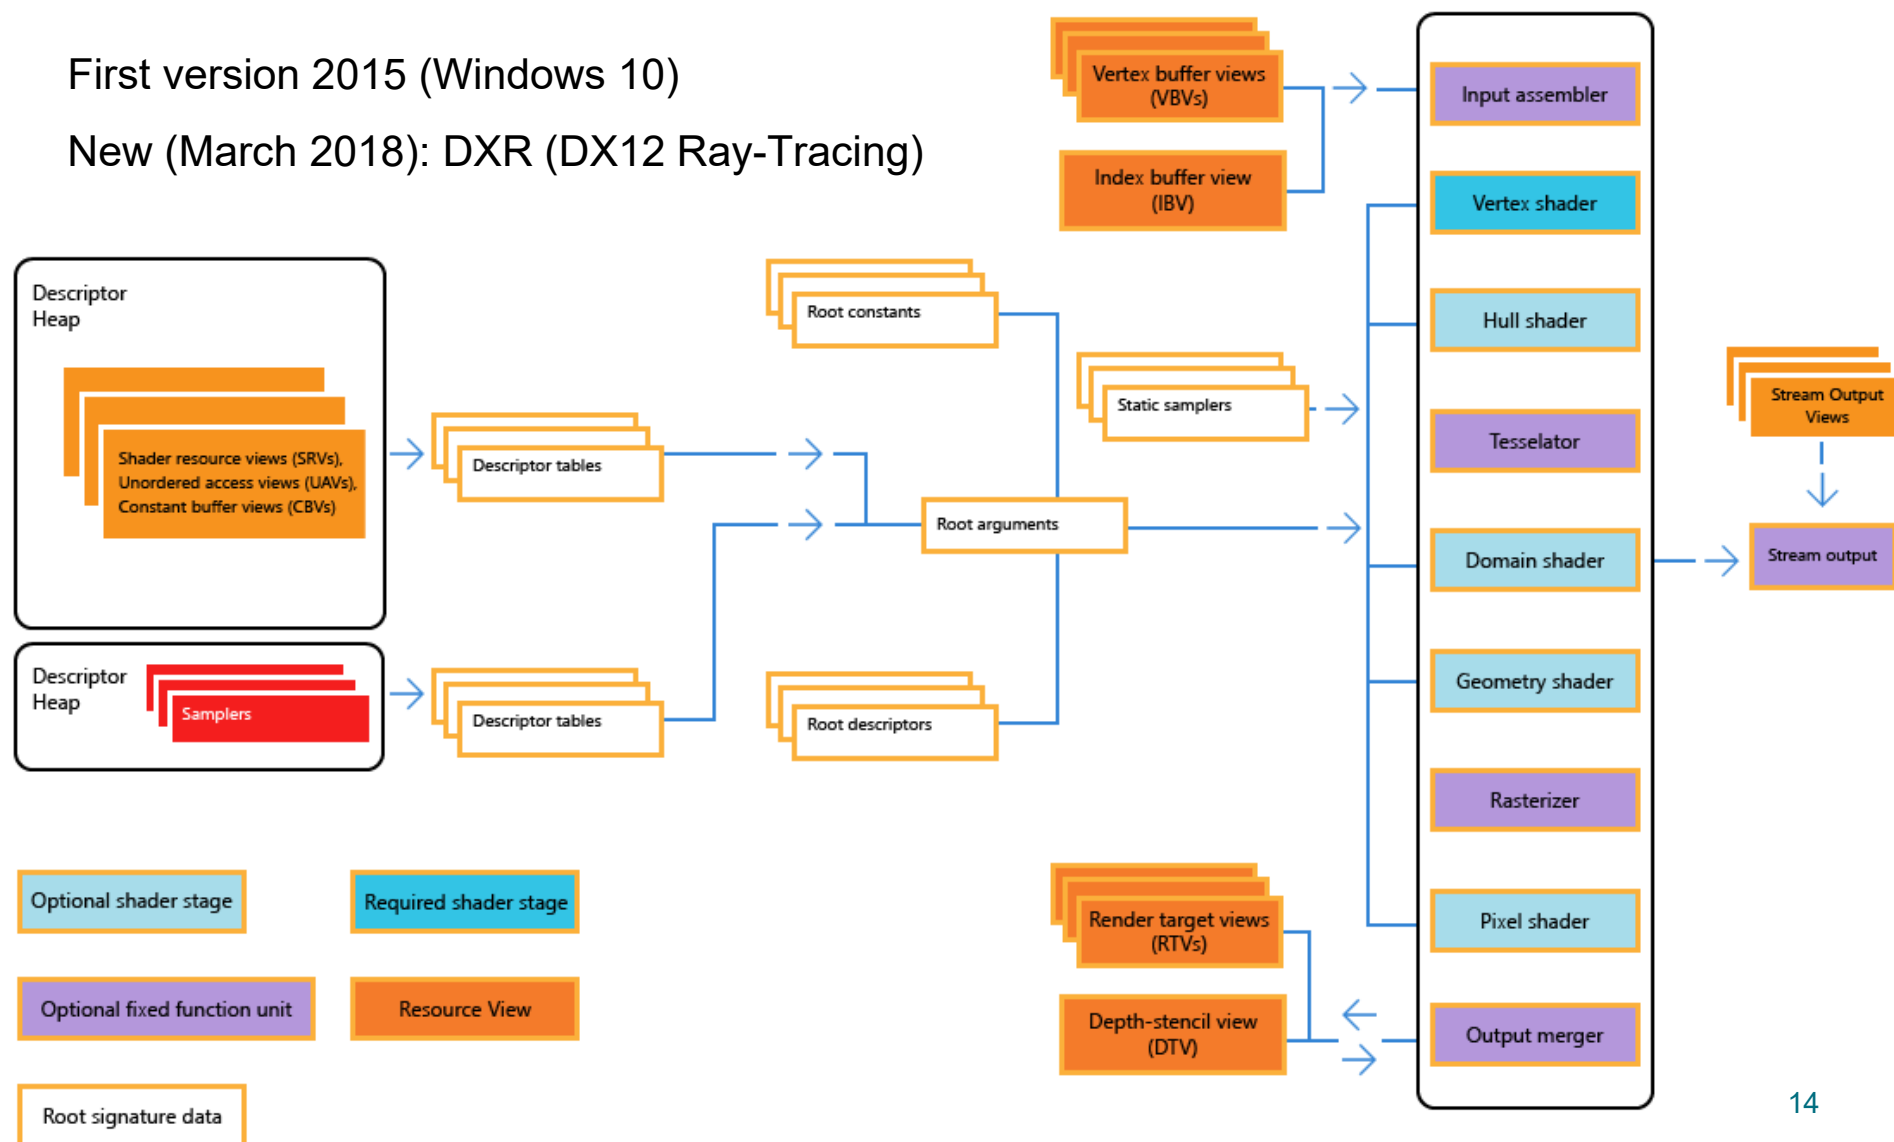 First version 2015 (Windows 10)
New (March 2018): DXR (DX12 Ray-Tracing)
Vertex buffer views
(VBVs)
Index buffer view
(IBV)
Input assembler
Vertex shader
Hull shader
Tesselator
Domain shader
Geometry shader
Rasterizer
Pixel shader
Output merger
Stream Output
Views
Stream output
Descriptor
Heap
Shader resource views (SRVs),
Unordered access views (UAVs),
Constant buffer views (CBVs)
Descriptor tables
Root constants
Static samplers
Root arguments
Descriptor
Heap
Samplers
Descriptor tables
Root descriptors
Render target views
(RTVs)
Depth-stencil view
(DTV)
Optional shader stage
Required shader stage
Optional fixed function unit
Resource View
Root signature data
14